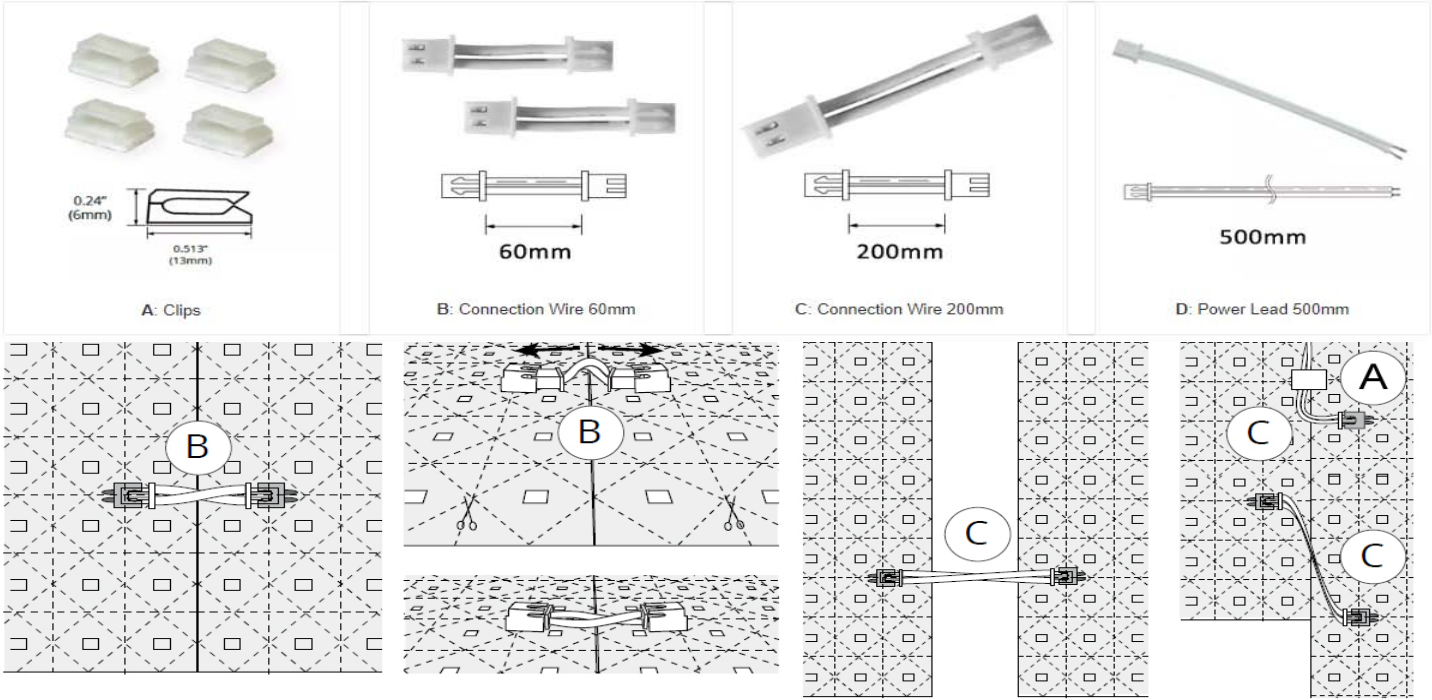 0.24"
(6mm)
0.513"
(13mm)
A: Clips
60mm
B: Connection Wire 60mm
200mm
C: Connection Wire 200mm
500mm
D: Power Lead 500mm
B
B
C
A
C
C